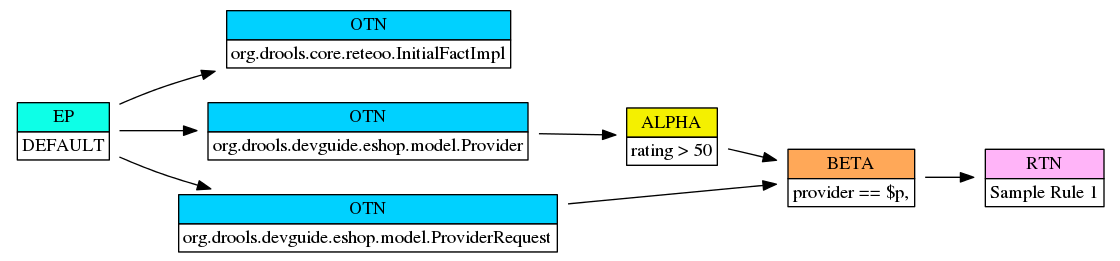 OTN
org.drools.core.reteoo.InitialFactImpl
EP
DEFAULT
OTN
org.drools.devguide.eshop.model.Provider
ALPHA
rating > 50
OTN
org.drools.devguide.eshop.model.ProviderRequest
BETA
provider == $p,
RTN
Sample Rule 1